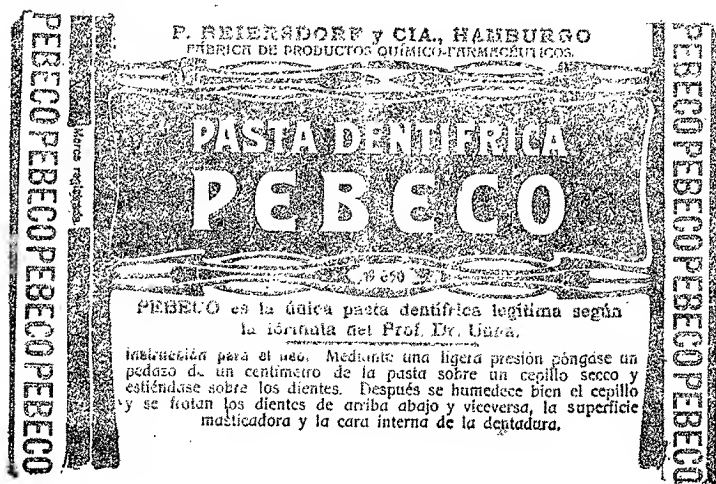 P. BEIERSDORF y CIA., HAMBURGO
FÁBRICA DE PRODUCTOS QUÍMICO-FARMACÉUTICOS.
PASTA DENTIFRICA
PEBECO
PEBECO es la única pasta dentífrica legítima según
la fórmula del Prof. Dr. Unna.
Instrucción para el uso. Mediante una ligera presión póngase un
pedazo de un centímetro de la pasta sobre un cepillo seco y
estiéndase sobre los dientes. Después se humedece bien el cepillo
y se frotan los dientes de arriba abajo y viceversa, la superficie
masticadora y la cara interna de la dentadura.
PEBECO PEBECO PEBECO PEBECO
Marca registrada
PEBECO PEBECO PEBECO PEBECO